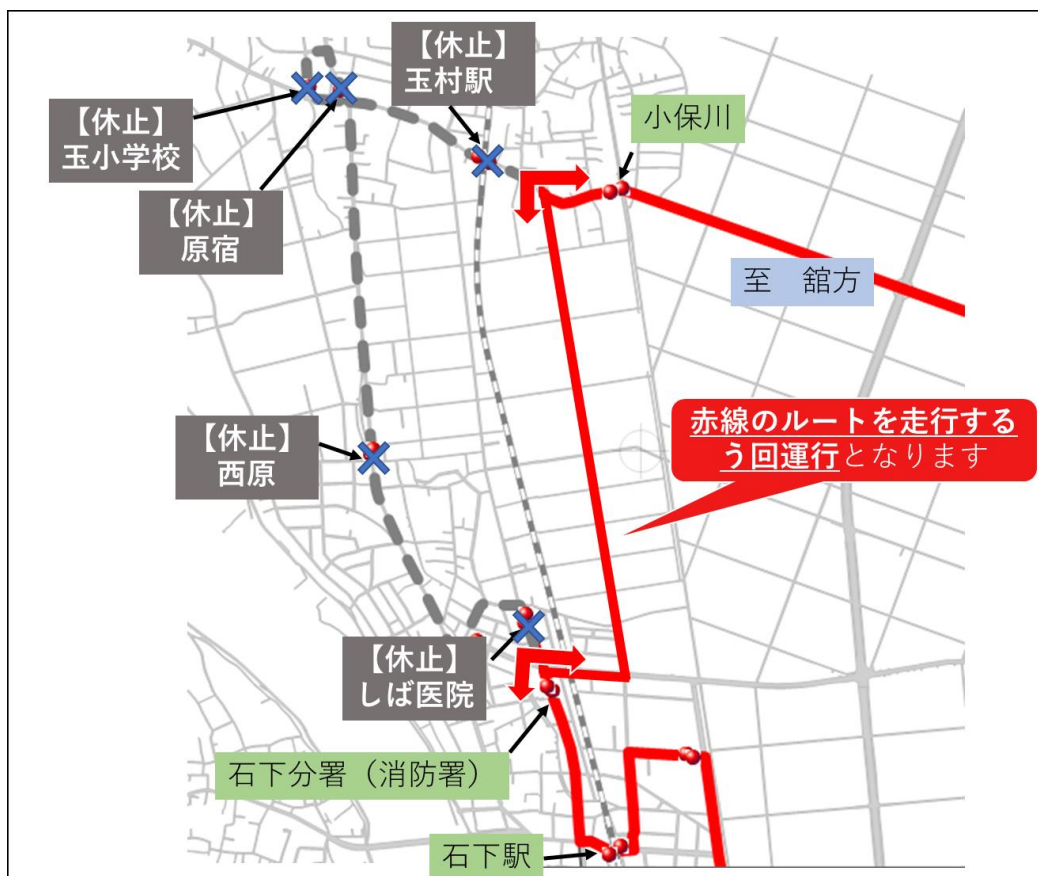 【休止】
玉村駅
小保川
【休止】
玉小学校
【休止】
原宿
至　舘方
赤線のルートを走行する
う回運行となります
【休止】
西原
【休止】
しば医院
石下分署（消防署）
石下駅